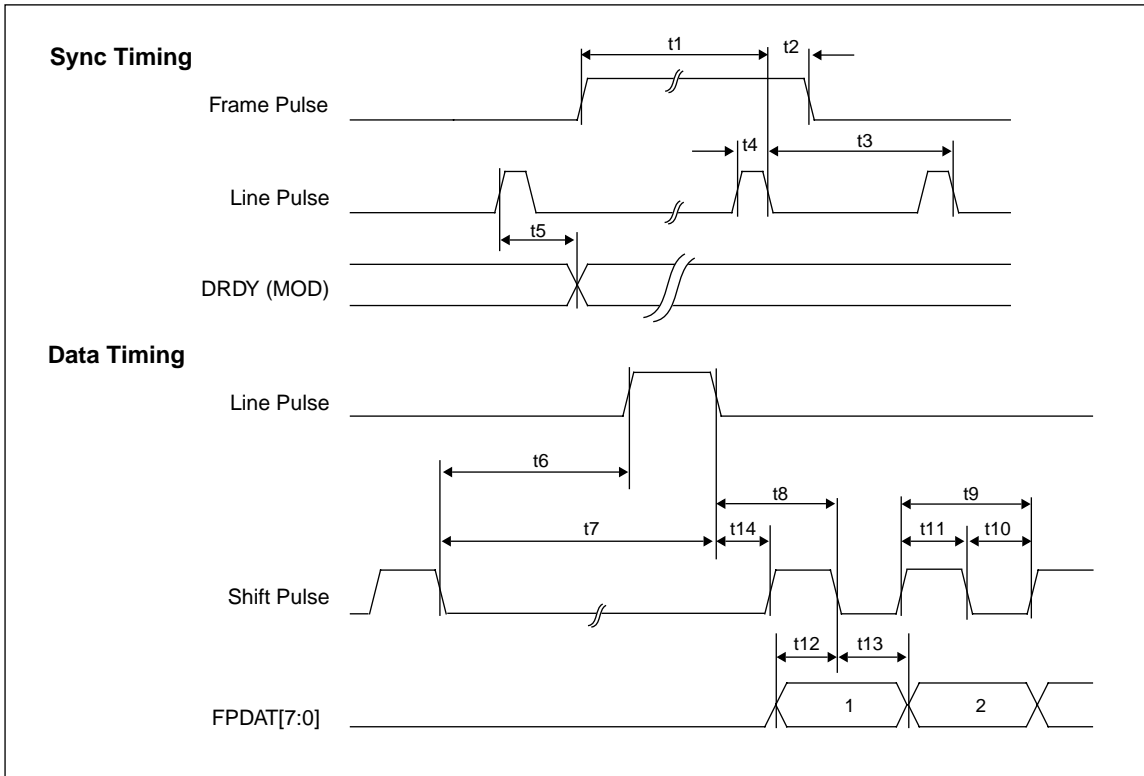 Sync Timing
t1
t2
Frame Pulse
t4
t3
Line Pulse
t5
DRDY (MOD)
Data Timing
Line Pulse
t6
t8
t9
t7
t14
t11
t10
Shift Pulse
t12
t13
FPDAT[7:0]
1
2